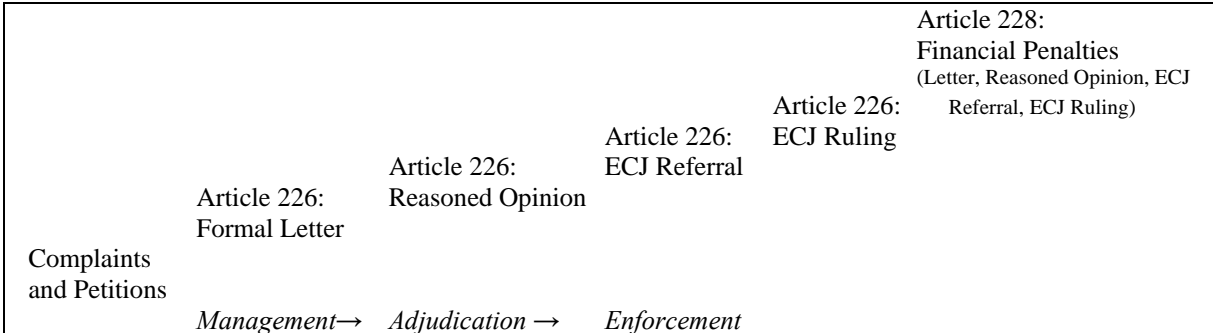 Article 228:
Financial Penalties
(Letter, Reasoned Opinion, ECJ
Referral, ECJ Ruling)
Article 226:
ECJ Ruling
Article 226:
ECJ Referral
Article 226:
Reasoned Opinion
Article 226:
Formal Letter
Complaints
and Petitions
Management→ Adjudication → Enforcement